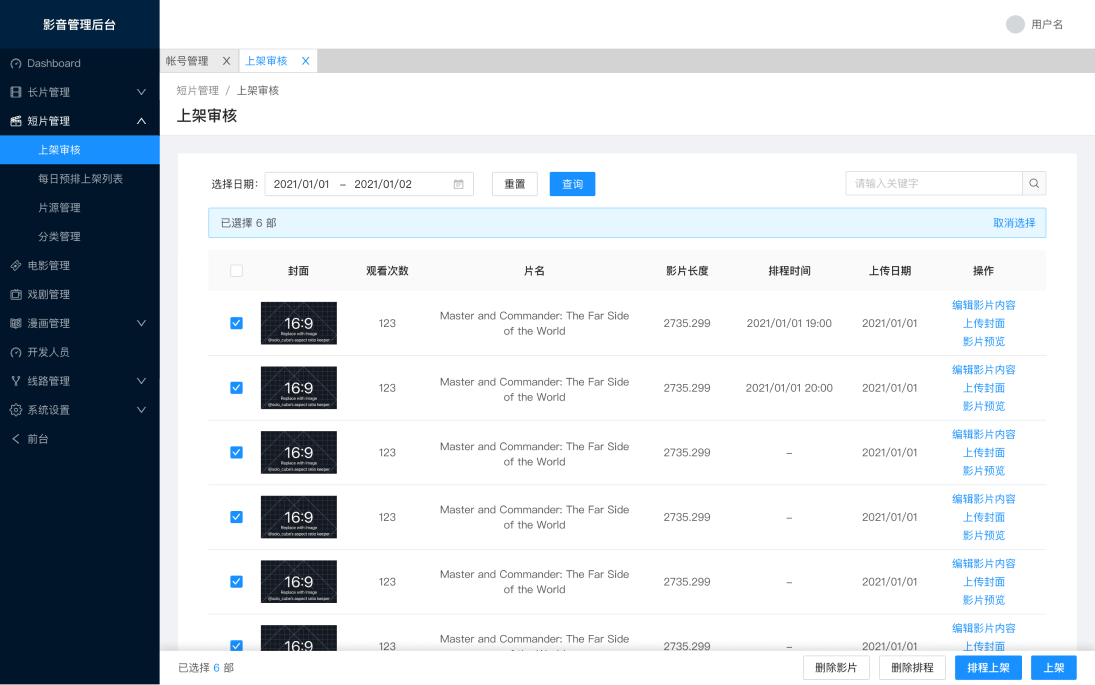 影音管理后台
用户名
Dashboard
长片管理
短片管理
上架审核
每日预排上架列表
片源管理
分类管理
电影管理
戏剧管理
漫画管理
开发人员
线路管理
系统设置
前台
帐号管理 X 上架审核 X
短片管理 / 上架审核
上架审核
选择日期: 2021/01/01 – 2021/01/02 重置 查询 请输入关键字
已選擇 6 部 取消选择
封面 观看次数 片名 影片长度 排程时间 上传日期 操作
16:9
Replace with Image
@solo_cube's aspect ratio keeper
123
Master and Commander: The Far Side
of the World
2735.299
2021/01/01 19:00
2021/01/01
编辑影片内容
上传封面
影片预览
16:9
Replace with Image
@solo_cube's aspect ratio keeper
123
Master and Commander: The Far Side
of the World
2735.299
2021/01/01 20:00
2021/01/01
编辑影片内容
上传封面
影片预览
16:9
Replace with Image
@solo_cube's aspect ratio keeper
123
Master and Commander: The Far Side
of the World
2735.299
–
2021/01/01
编辑影片内容
上传封面
影片预览
16:9
Replace with Image
@solo_cube's aspect ratio keeper
123
Master and Commander: The Far Side
of the World
2735.299
–
2021/01/01
编辑影片内容
上传封面
影片预览
16:9
Replace with Image
@solo_cube's aspect ratio keeper
123
Master and Commander: The Far Side
of the World
2735.299
–
2021/01/01
编辑影片内容
上传封面
影片预览
16:9
123
Master and Commander: The Far Side
2735.299
–
2021/01/01
编辑影片内容
上传封面
已选择 6 部 删除影片 删除排程 排程上架 上架